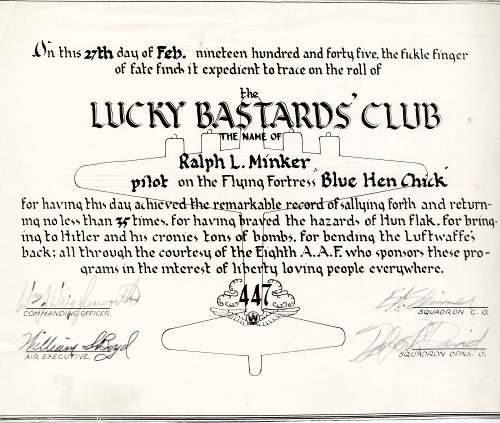 On this 27th day of Feb. nineteen hundred and forty five, the fickle finger
of fate finds it expedient to trace on the roll of
the
LUCKY BASTARDS' CLUB
THE NAME OF
Ralph L. Minker
pilot on the Flying Fortress "Blue Hen Chick"
for having this day achieved the remarkable record of sallying forth and return-
ing no less than 35 times, for having braved the hazards of Hun flak, for bring-
ing to Hitler and his cronies tons of bombs, for bending the Luftwaffe's
back; all through the courtesy of the Eighth A.A.F. who sponsors these pro-
grams in the interest of liberty loving people everywhere.
447
COMMANDING OFFICER
SQUADRON C.O.
William Boyd
AIR EXECUTIVE
David
SQUADRON OPNS. O.